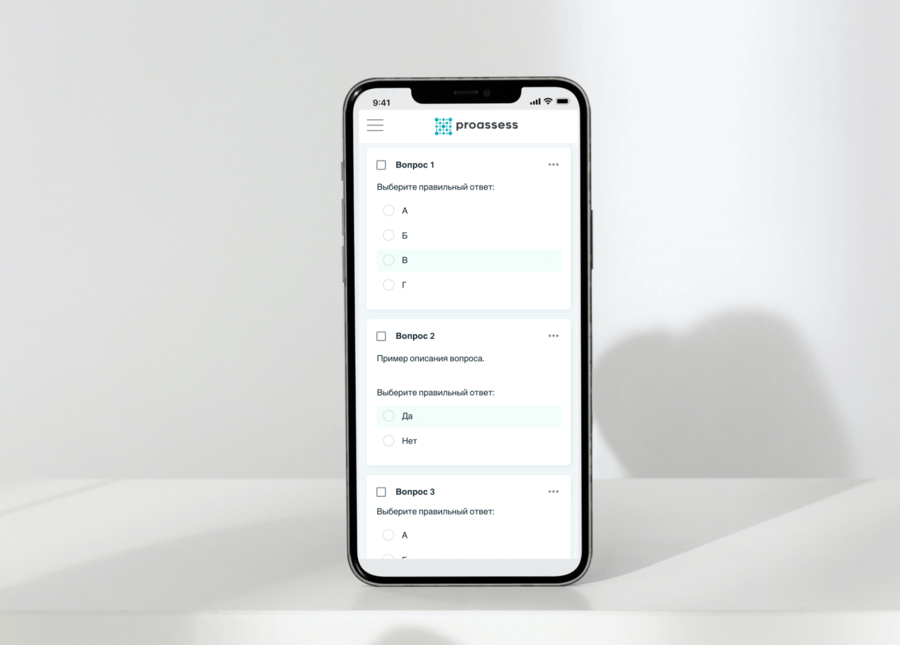 9:41
proassess
Вопрос 1
Выберите правильный ответ:
А
Б
В
Г
Вопрос 2
Пример описания вопроса.
Выберите правильный ответ:
Да
Нет
Вопрос 3
Выберите правильный ответ:
А